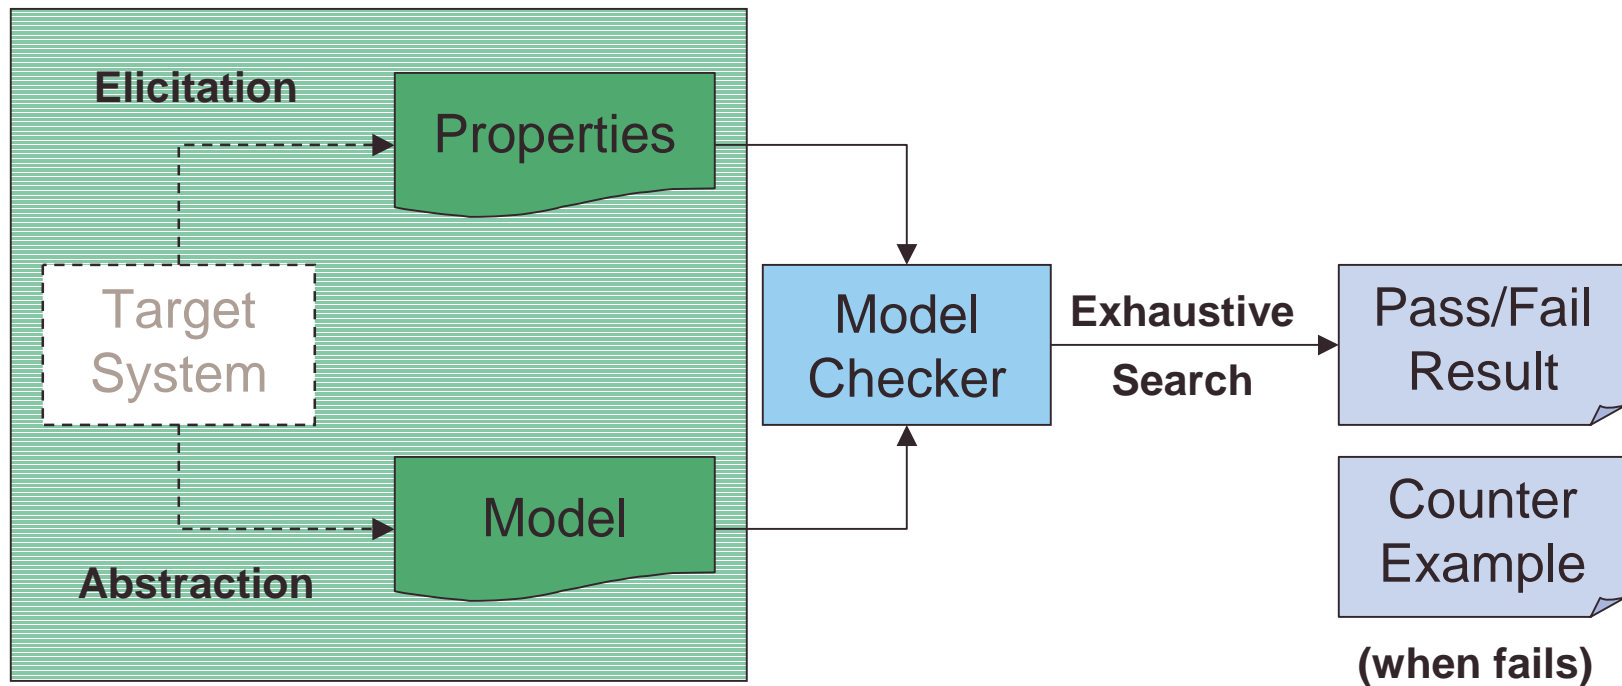 Elicitation
Properties
Target
System
Abstraction
Model
Model
Checker
Exhaustive
Search
Pass/Fail
Result
Counter
Example
(when fails)